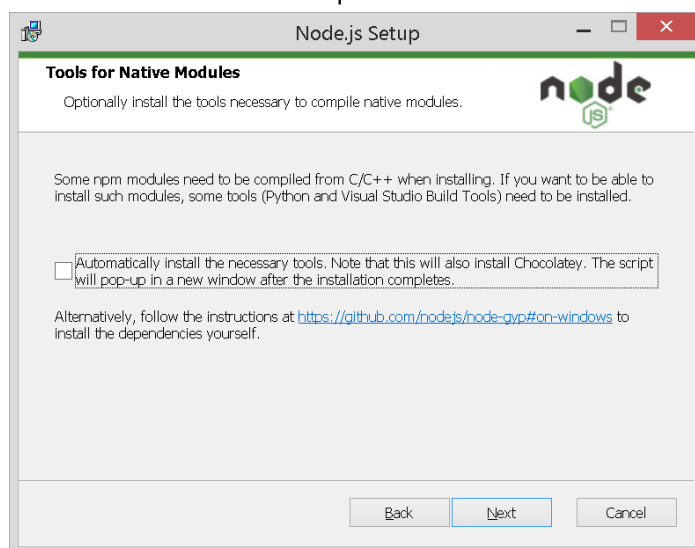 Node.js Setup
Tools for Native Modules
Optionally install the tools necessary to compile native modules.
node
JS
Some npm modules need to be compiled from C/C++ when installing. If you want to be able to
install such modules, some tools (Python and Visual Studio Build Tools) need to be installed.
Automatically install the necessary tools. Note that this will also install Chocolatey. The script
will pop-up in a new window after the installation completes.
Alternatively, follow the instructions at https://github.com/nodejs/node-gyp#on-windows to
install the dependencies yourself.
Back Next Cancel